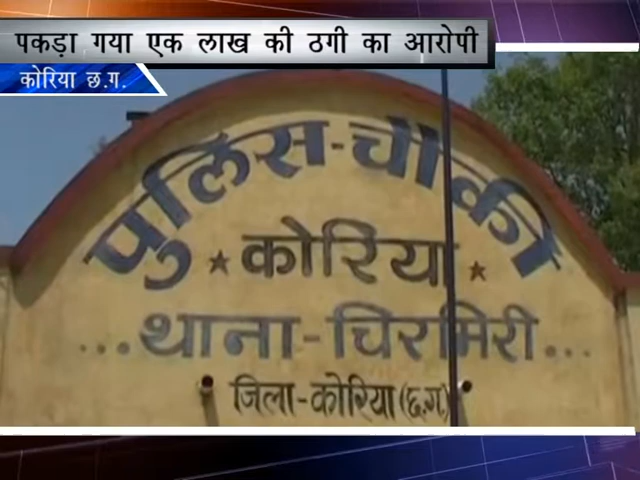 पकड़ा गया एक लाख की ठगी का आरोपी
कोरिया छ.ग.
पुलिस-चौकी
★ कोरिया ★
...थाना-चिरमिरी...
जिला-कोरिया(छ.ग.)